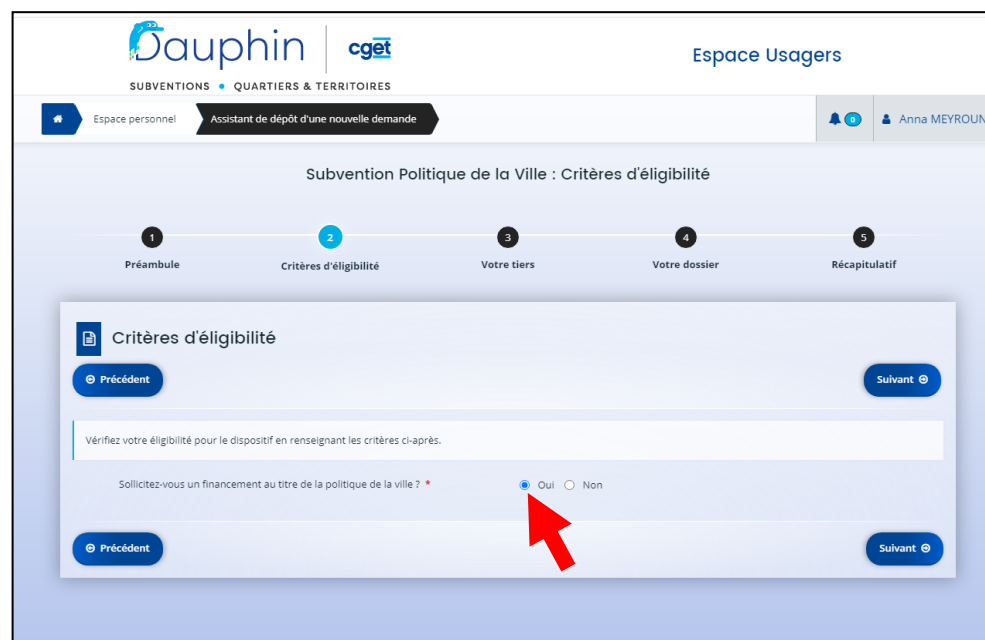 Dauphin
cget
Espace Usagers
SUBVENTIONS • QUARTIERS & TERRITOIRES
Espace personnel
Assistant de dépôt d'une nouvelle demande
0
Anna MEYROUN
Subvention Politique de la Ville : Critères d'éligibilité
1
2
3
4
5
Préambule
Critères d'éligibilité
Votre tiers
Votre dossier
Récapitulatif
Critères d'éligibilité
Précédent
Suivant
Vérifiez votre éligibilité pour le dispositif en renseignant les critères ci-après.
Sollicitez-vous un financement au titre de la politique de la ville ? *
Oui
Non
Précédent
Suivant